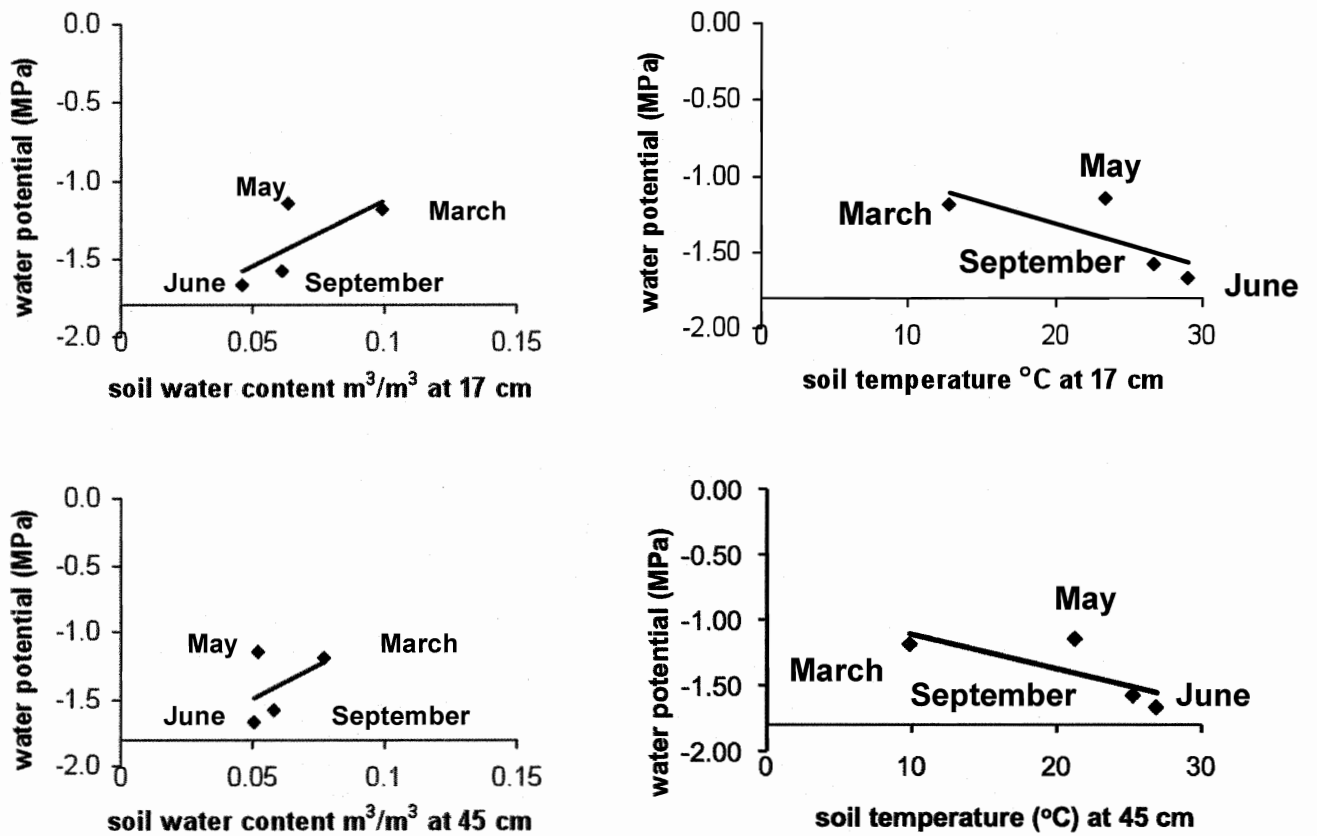 0.0
-0.5
-1.0
-1.5
-2.0
water potential (MPa)
May
March
June
September
0
0.05
0.1
0.15
soil water content m³/m³ at 17 cm
0.00
-0.50
-1.00
-1.50
-2.00
water potential (MPa)
May
March
September
June
0
10
20
30
soil temperature °C at 17 cm
0.0
-0.5
-1.0
-1.5
-2.0
water potential (MPa)
May
March
June
September
0
0.05
0.1
0.15
soil water content m³/m³ at 45 cm
0.00
-0.50
-1.00
-1.50
-2.00
water potential (MPa)
May
March
September
June
0
10
20
30
soil temperature (ºC) at 45 cm